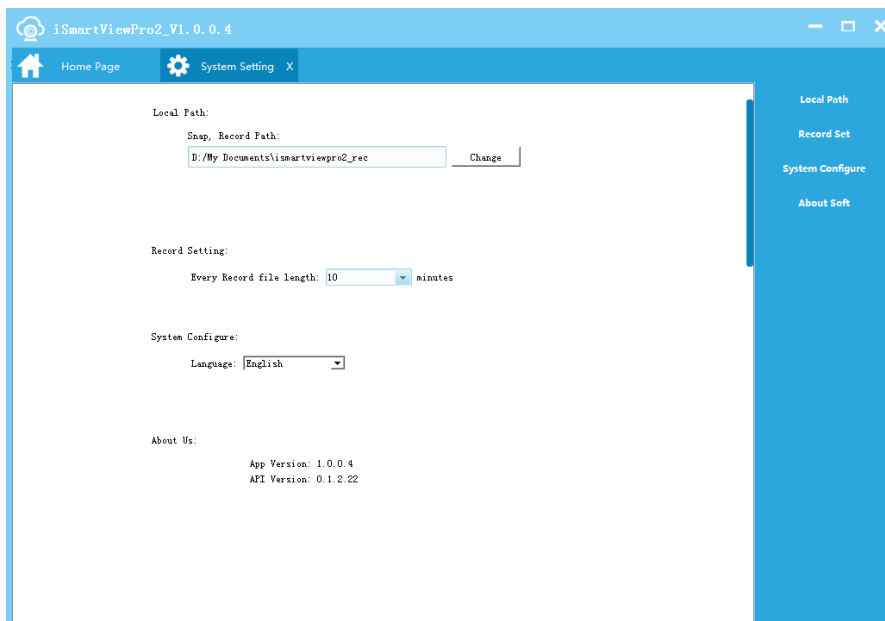 iSmartViewPro2_V1.0.0.4
Home Page
System Setting X
Local Path:
Snap, Record Path:
D:/My Documents\ismartviewpro2_rec
Change
Record Setting:
Every Record file length: 10 minutes
System Configure:
Language: English
About Us:
App Version: 1.0.0.4
API Version: 0.1.2.22
Local Path
Record Set
System Configure
About Soft